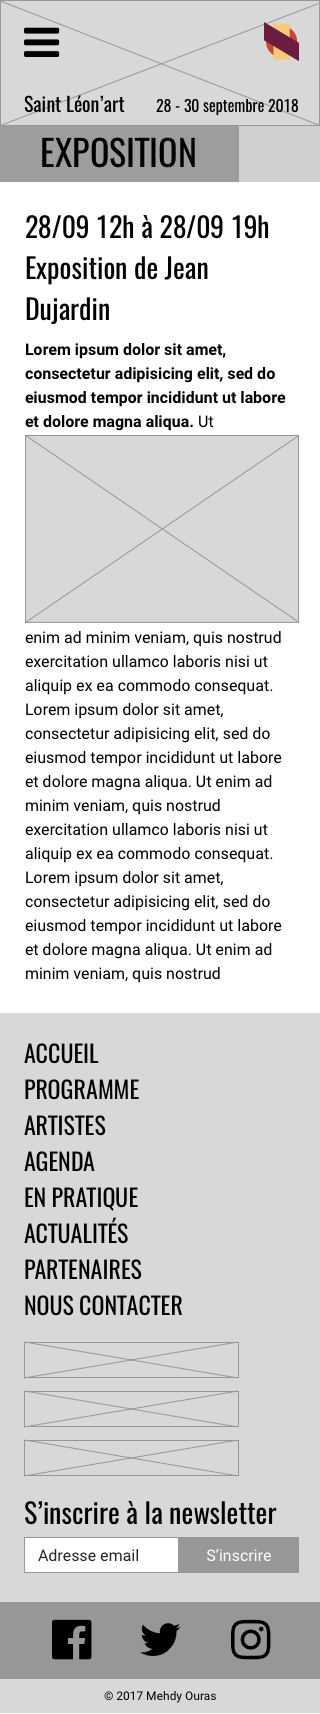 Saint Léon’art 28 - 30 septembre 2018
EXPOSITION
28/09 12h à 28/09 19h
Exposition de Jean
Dujardin
Lorem ipsum dolor sit amet,
consectetur adipisicing elit, sed do
eiusmod tempor incididunt ut labore
et dolore magna aliqua. Ut
enim ad minim veniam, quis nostrud
exercitation ullamco laboris nisi ut
aliquip ex ea commodo consequat.
Lorem ipsum dolor sit amet,
consectetur adipisicing elit, sed do
eiusmod tempor incididunt ut labore
et dolore magna aliqua. Ut enim ad
minim veniam, quis nostrud
exercitation ullamco laboris nisi ut
aliquip ex ea commodo consequat.
Lorem ipsum dolor sit amet,
consectetur adipisicing elit, sed do
eiusmod tempor incididunt ut labore
et dolore magna aliqua. Ut enim ad
minim veniam, quis nostrud
ACCUEIL
PROGRAMME
ARTISTES
AGENDA
EN PRATIQUE
ACTUALITÉS
PARTENAIRES
NOUS CONTACTER
S’inscrire à la newsletter
Adresse email S’inscrire
© 2017 Mehdy Ouras